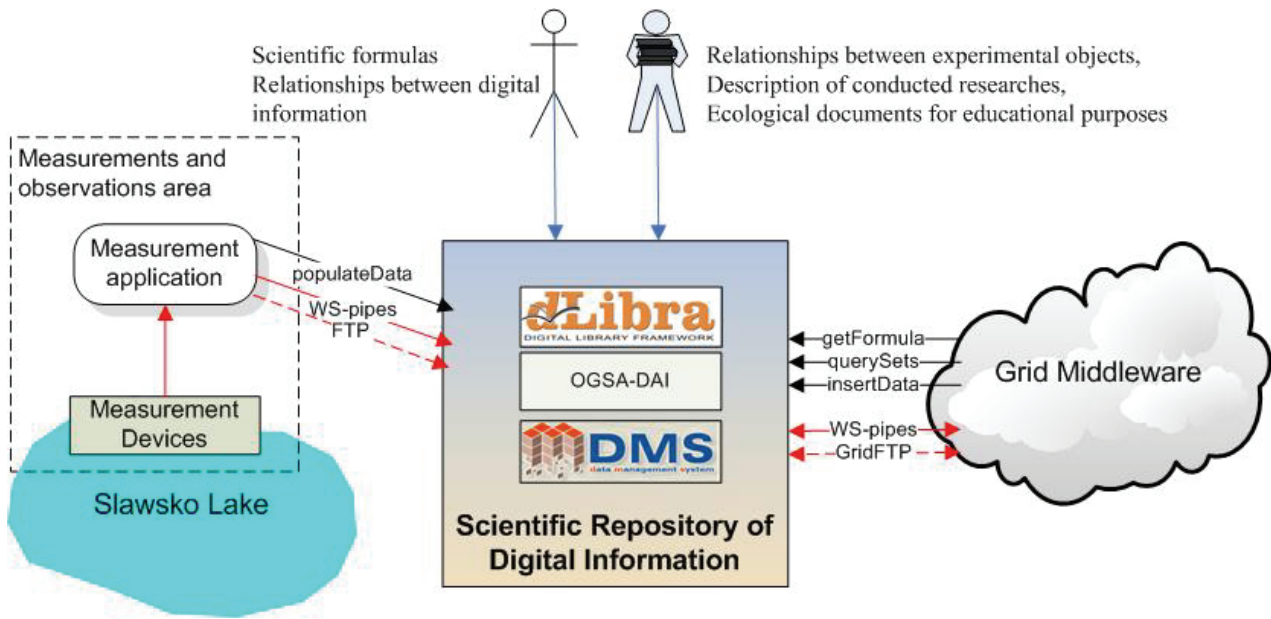 Scientific formulas
Relationships between digital
information
Relationships between experimental objects,
Description of conducted researches,
Ecological documents for educational purposes
Measurements and
observations area
Measurement
application
populateData
WS-pipes
FTP
Measurement
Devices
Slawsko Lake
dLibra
DIGITAL LIBRARY FRAMEWORK
OGSA-DAI
DMS
data management system
Scientific Repository of
Digital Information
getFormula
querySets
insertData
WS-pipes
GridFTP
Grid Middleware